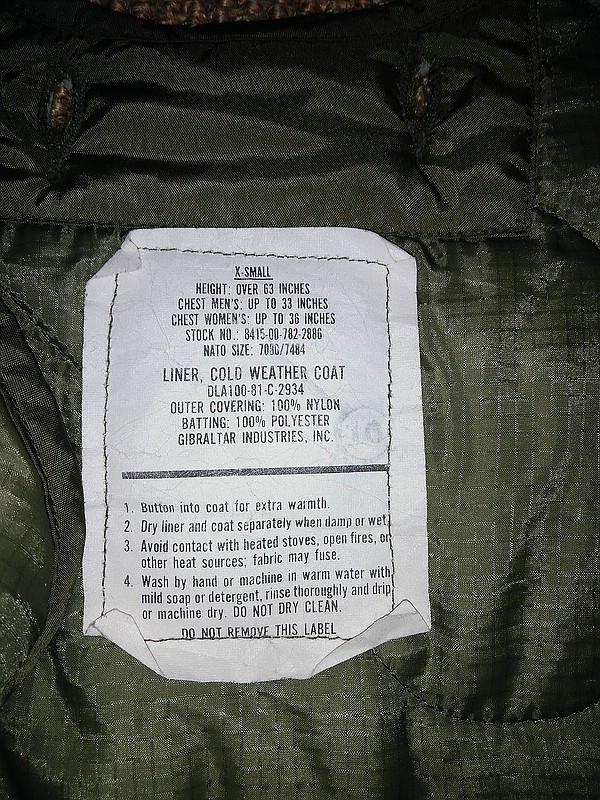 X-SMALL
HEIGHT: OVER 63 INCHES
CHEST MEN'S: UP TO 33 INCHES
CHEST WOMEN'S: UP TO 36 INCHES
STOCK NO.: 8415-00-782-2886
NATO SIZE: 7080/7484
LINER, COLD WEATHER COAT
DLA100-81-C-2934
OUTER COVERING: 100% NYLON
BATTING: 100% POLYESTER
GIBRALTAR INDUSTRIES, INC.
10
1. Button into coat for extra warmth.
2. Dry liner and coat separately when damp or wet
3. Avoid contact with heated stoves, open fires, or
other heat sources; fabric may fuse.
4. Wash by hand or machine in warm water with
mild soap or detergent, rinse thoroughly and drip
or machine dry. DO NOT DRY CLEAN.
DO NOT REMOVE THIS LABEL